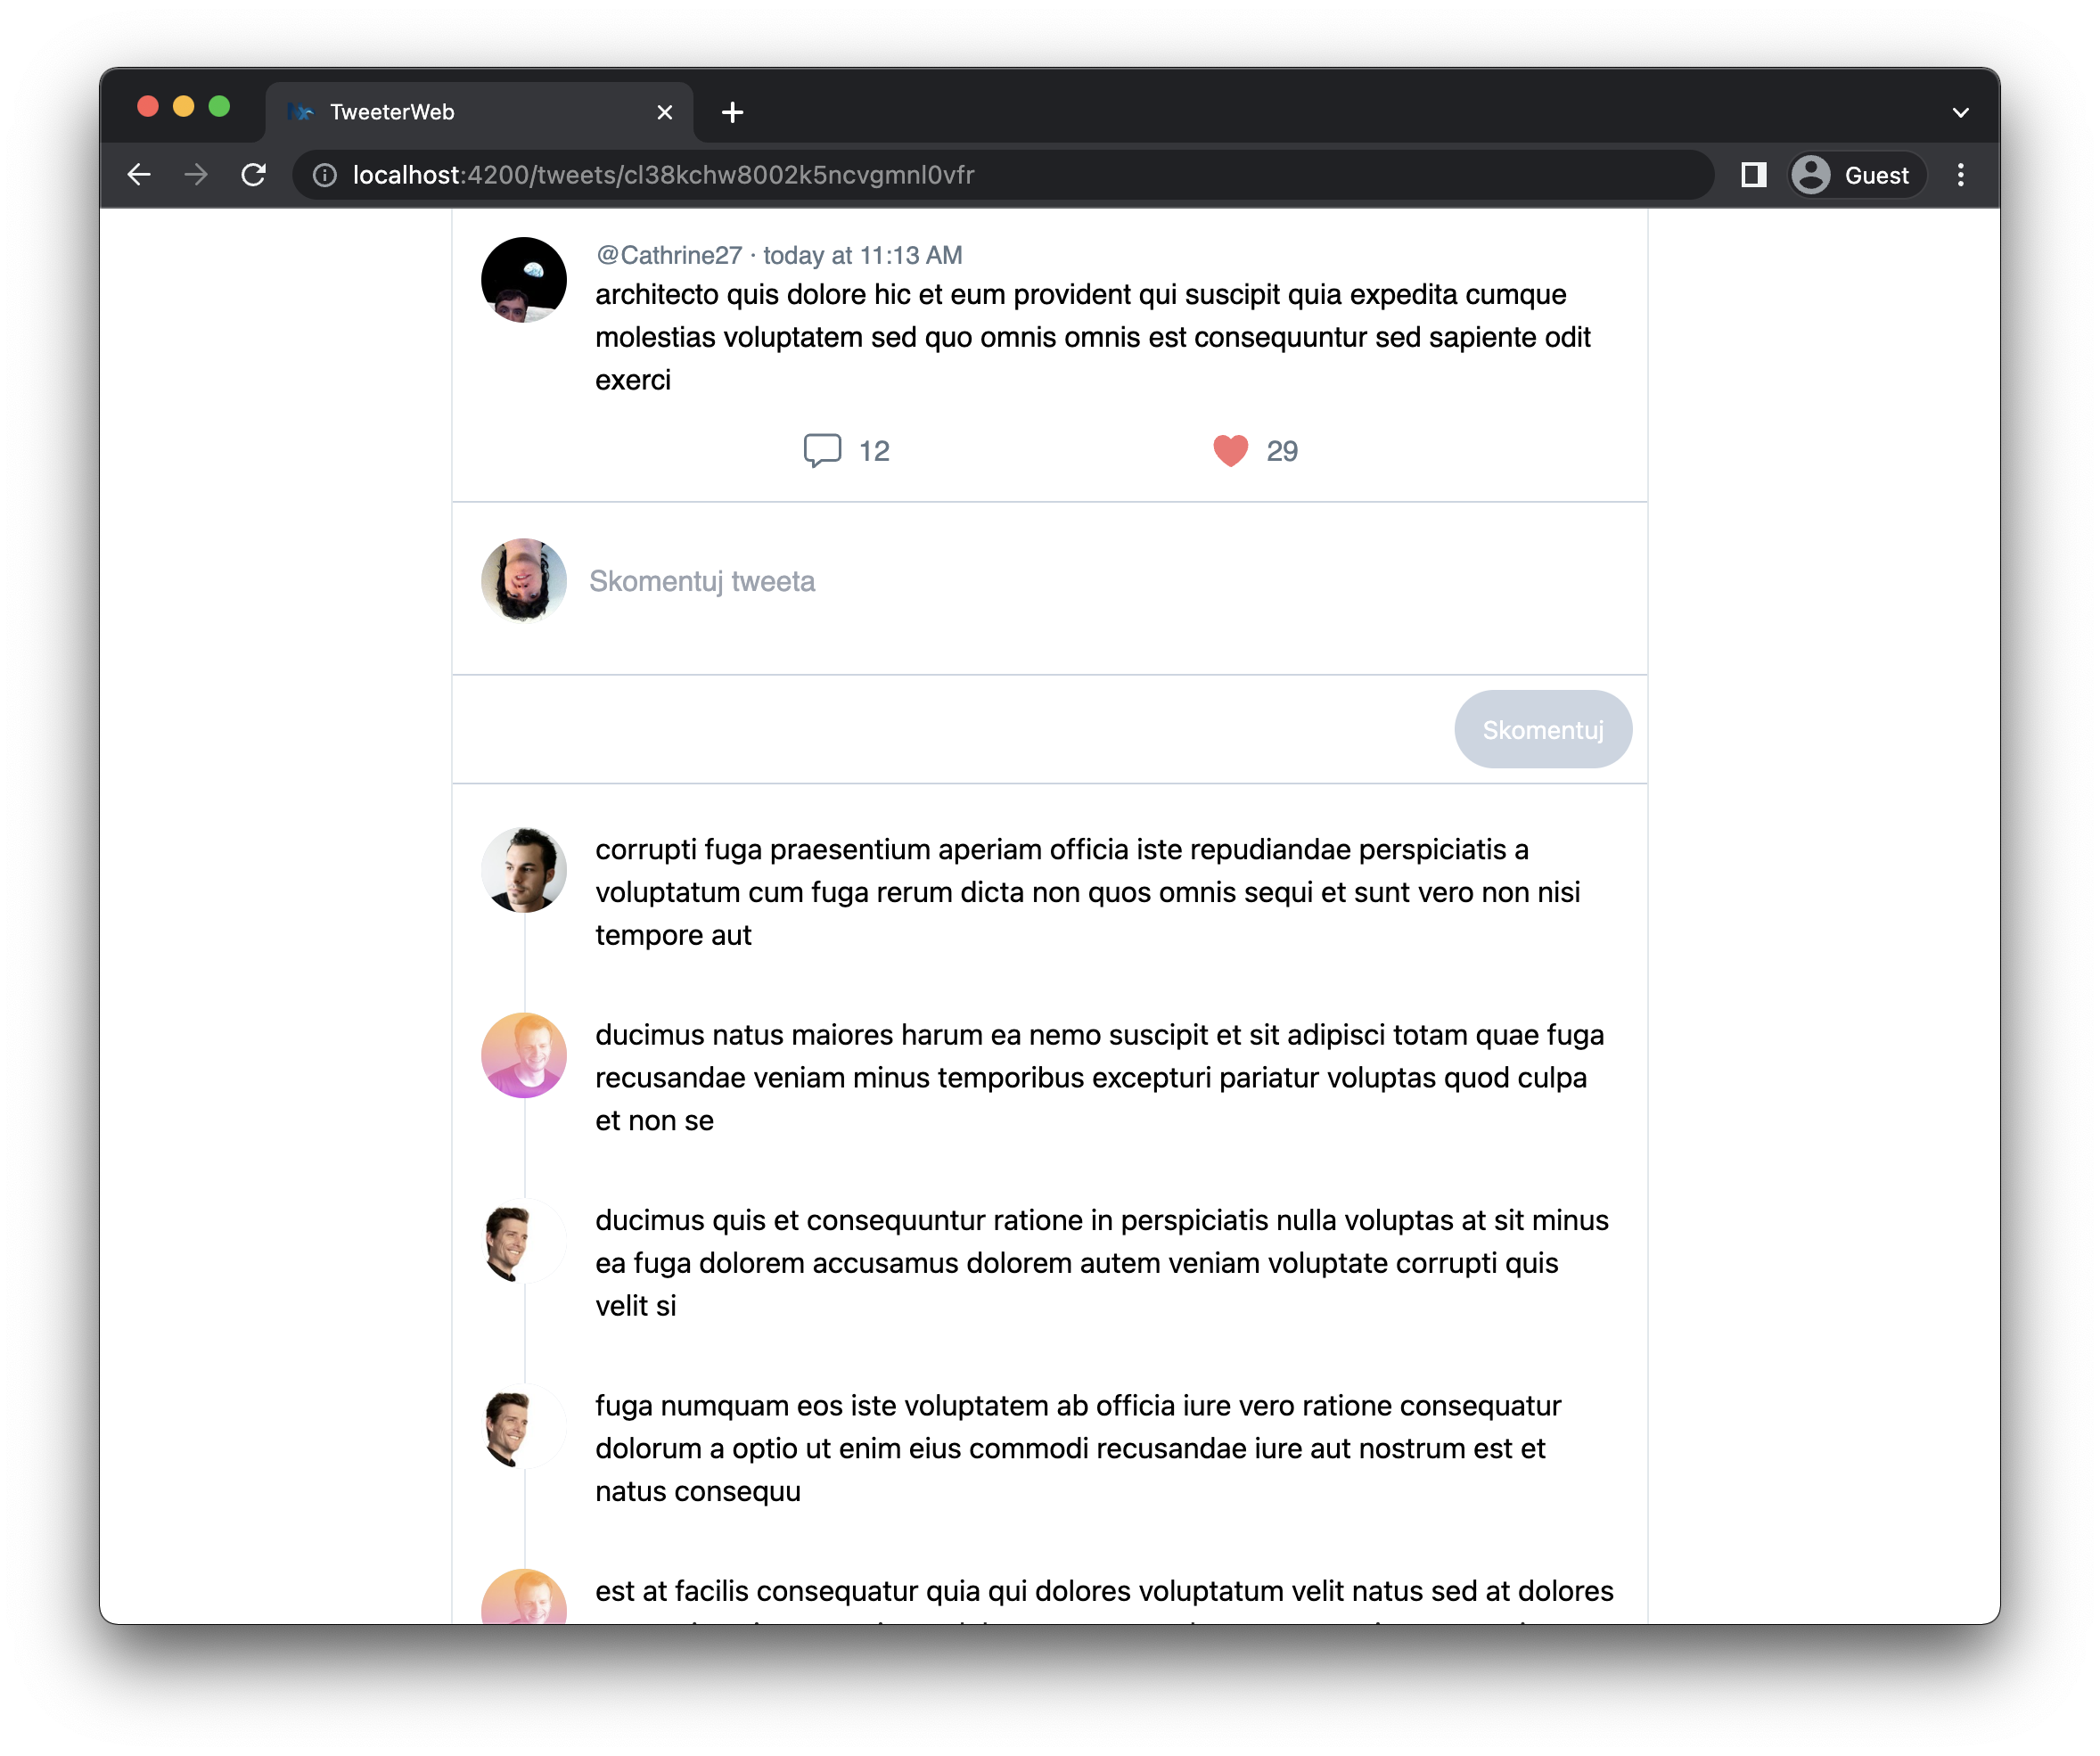 TweeterWeb
localhost:4200/tweets/cl38kchw8002k5ncvgmnl0vfr
Guest
@Cathrine27 · today at 11:13 AM
architecto quis dolore hic et eum provident qui suscipit quia expedita cumque
molestias voluptatem sed quo omnis omnis est consequuntur sed sapiente odit
exerci
12
29
Skomentuj tweeta
Skomentuj
corrupti fuga praesentium aperiam officia iste repudiandae perspiciatis a
voluptatum cum fuga rerum dicta non quos omnis sequi et sunt vero non nisi
tempore aut
ducimus natus maiores harum ea nemo suscipit et sit adipisci totam quae fuga
recusandae veniam minus temporibus excepturi pariatur voluptas quod culpa
et non se
ducimus quis et consequuntur ratione in perspiciatis nulla voluptas at sit minus
ea fuga dolorem accusamus dolorem autem veniam voluptate corrupti quis
velit si
fuga numquam eos iste voluptatem ab officia iure vero ratione consequatur
dolorum a optio ut enim eius commodi recusandae iure aut nostrum est et
natus consequu
est at facilis consequatur quia qui dolores voluptatum velit natus sed at dolores